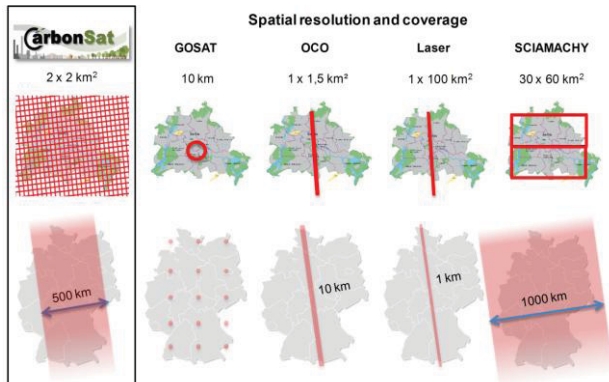 CarbonSat
Spatial resolution and coverage
GOSAT
OCO
Laser
SCIAMACHY
2 x 2 km²
10 km
1 x 1,5 km²
1 x 100 km²
30 x 60 km²
500 km
10 km
1 km
1000 km